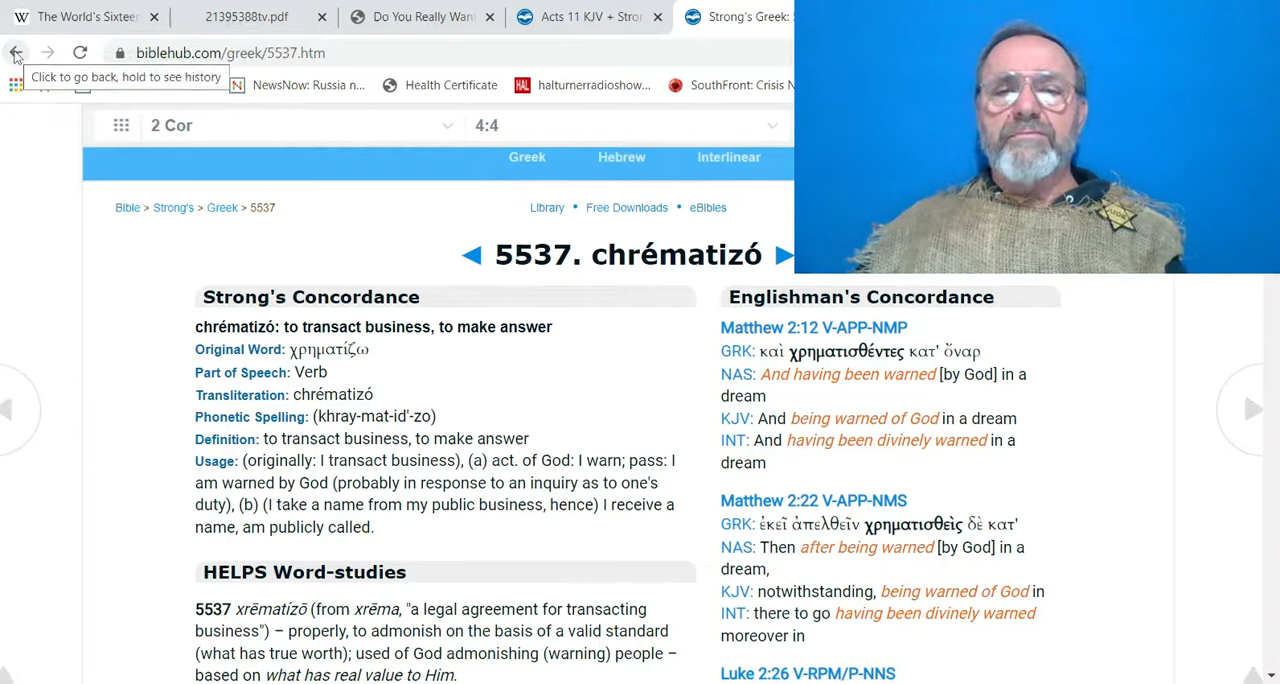 The World's Sixteen
21395388tv.pdf
Do You Really Wan
Acts 11 KJV + Stro
Strong's Greek:
biblehub.com/greek/5537.htm
Click to go back, hold to see history
NewsNow: Russia n...
Health Certificate
HAL
halturnerradioshow...
SouthFront: Crisis N
2 Cor
4:4
Greek
Hebrew
Interlinear
Bible > Strong's > Greek > 5537
Library • Free Downloads • eBibles
◄ 5537. chrématizó ►
Strong's Concordance
chrématizó: to transact business, to make answer
Original Word: χρηματίζω
Part of Speech: Verb
Transliteration: chrématizó
Phonetic Spelling: (khray-mat-id'-zo)
Definition: to transact business, to make answer
Usage: (originally: I transact business), (a) act. of God: I warn; pass: I
am warned by God (probably in response to an inquiry as to one's
duty), (b) (I take a name from my public business, hence) I receive a
name, am publicly called.
HELPS Word-studies
5537 xrēmatízō (from xrēma, "a legal agreement for transacting
business") – properly, to admonish on the basis of a valid standard
(what has true worth); used of God admonishing (warning) people –
based on what has real value to Him.
Englishman's Concordance
Matthew 2:12 V-APP-NMP
GRK: καὶ χρηματισθέντες κατ' ὄναρ
NAS: And having been warned [by God] in a
dream
KJV: And being warned of God in a dream
INT: And having been divinely warned in a
dream
Matthew 2:22 V-APP-NMS
GRK: ἐκεῖ ἀπελθεῖν χρηματισθεὶς δὲ κατ'
NAS: Then after being warned [by God] in a
dream,
KJV: notwithstanding, being warned of God in
INT: there to go having been divinely warned
moreover in
Luke 2:26 V-RPM/P-NNS